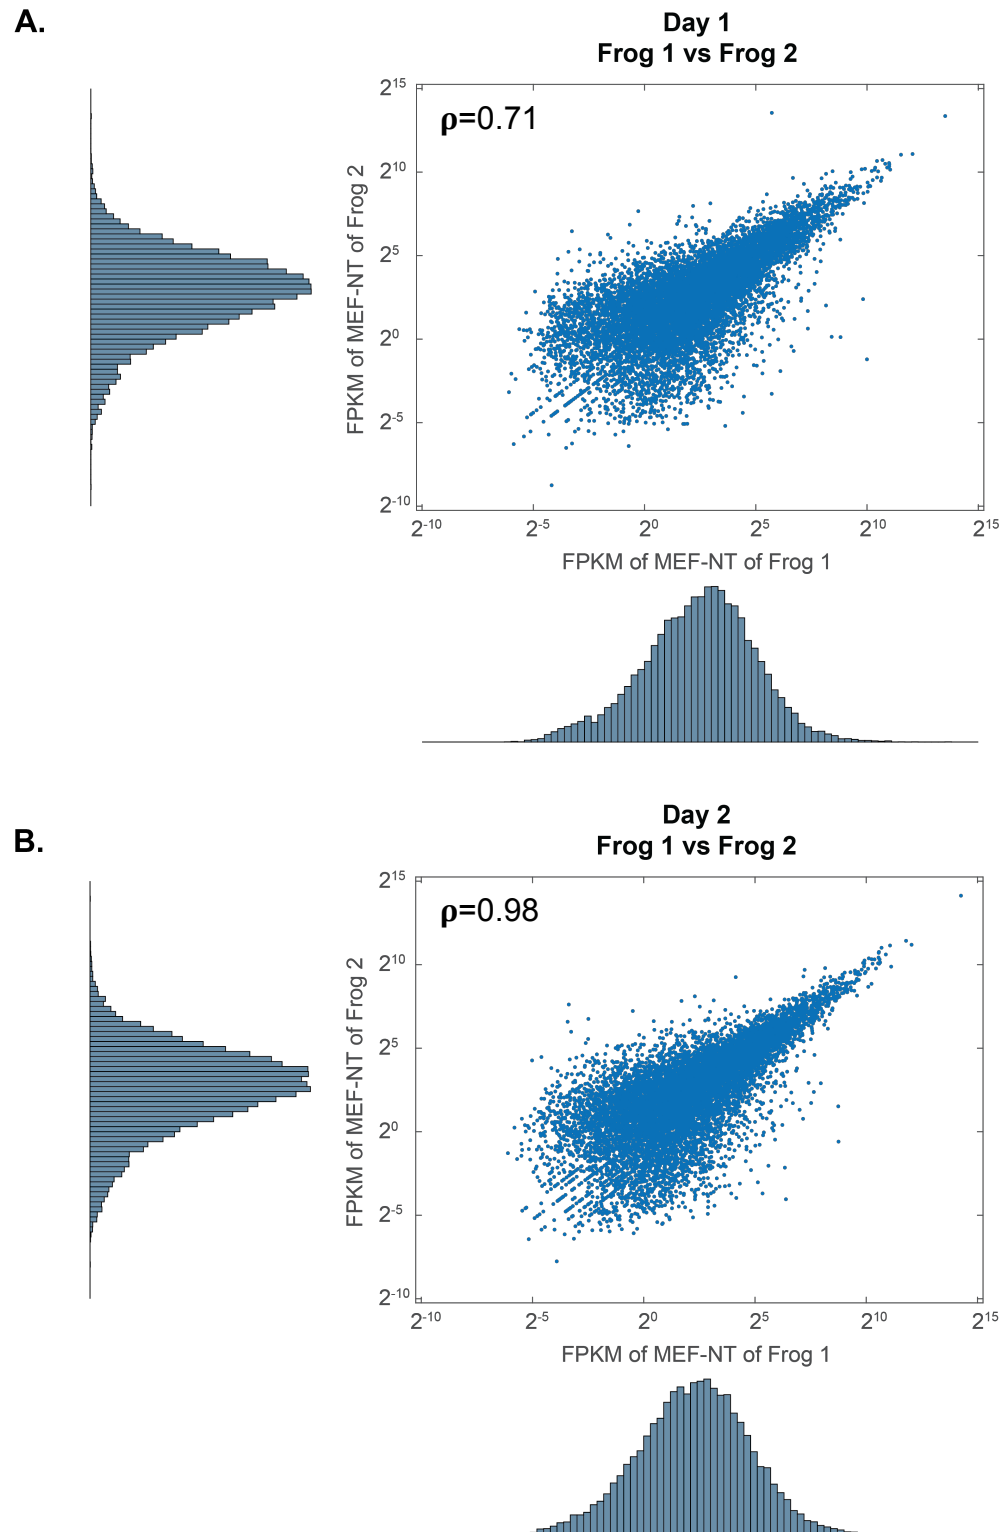 A.
Day 1
Frog 1 vs Frog 2
ρ=0.71
FPKM of MEF-NT of Frog 2
2^15
2^10
2^5
2^0
2^-5
2^-10
2^-10 2^-5 2^0 2^5 2^10 2^15
FPKM of MEF-NT of Frog 1
B.
Day 2
Frog 1 vs Frog 2
ρ=0.98
FPKM of MEF-NT of Frog 2
2^15
2^10
2^5
2^0
2^-5
2^-10
2^-10 2^-5 2^0 2^5 2^10 2^15
FPKM of MEF-NT of Frog 1